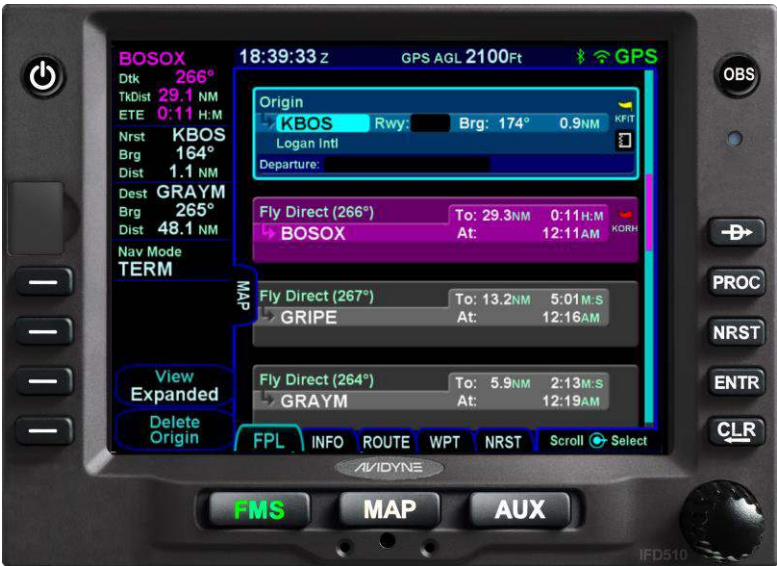 BOSOX
Dtk 266°
TkDist 29.1 NM
ETE 0:11 H:M
Nrst KBOS
Brg 164°
Dist 1.1 NM
Dest GRAYM
Brg 265°
Dist 48.1 NM
Nav Mode
TERM
View
Expanded
Delete
Origin
18:39:33 Z GPS AGL 2100Ft GPS
Origin
KBOS Rwy: Brg: 174° 0.9NM KFIT
Logan Intl
Departure:
Fly Direct (266°) To: 29.3NM 0:11H:M
BOSOX At: 12:11AM KORH
MAP
Fly Direct (267°) To: 13.2NM 5:01M:S
GRIPE At: 12:16AM
Fly Direct (264°) To: 5.9NM 2:13M:S
GRAYM At: 12:19AM
FPL INFO ROUTE WPT NRST Scroll Select
OBS
D
PROC
NRST
ENTR
CLR
AVIDYNE
FMS MAP AUX
IFD510